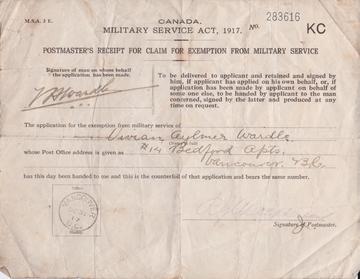 M.S.A. 3 E.
CANADA.
MILITARY SERVICE ACT, 1917.
No. 283616
KC
POSTMASTER'S RECEIPT FOR CLAIM FOR EXEMPTION FROM MILITARY SERVICE
Signature of man on whose behalf
the application has been made.
Wardle
To be delivered to applicant and retained and signed by
him, if applicant has applied on his own behalf, or, if
application has been made by applicant on behalf of
some one else, to be handed by applicant to the man
concerned, signed by the latter and produced at any
time on request.
The application for the exemption from military service of
Vivian Aylmer Wardle
(Name in full)
whose Post Office address is given as #14 Bedford Apts.
Vancouver B.C.
has this day been handed to me and this is the counterfoil of that application and bears the same number.
VANCOUVER
17
B.C.
Signature of Postmaster.